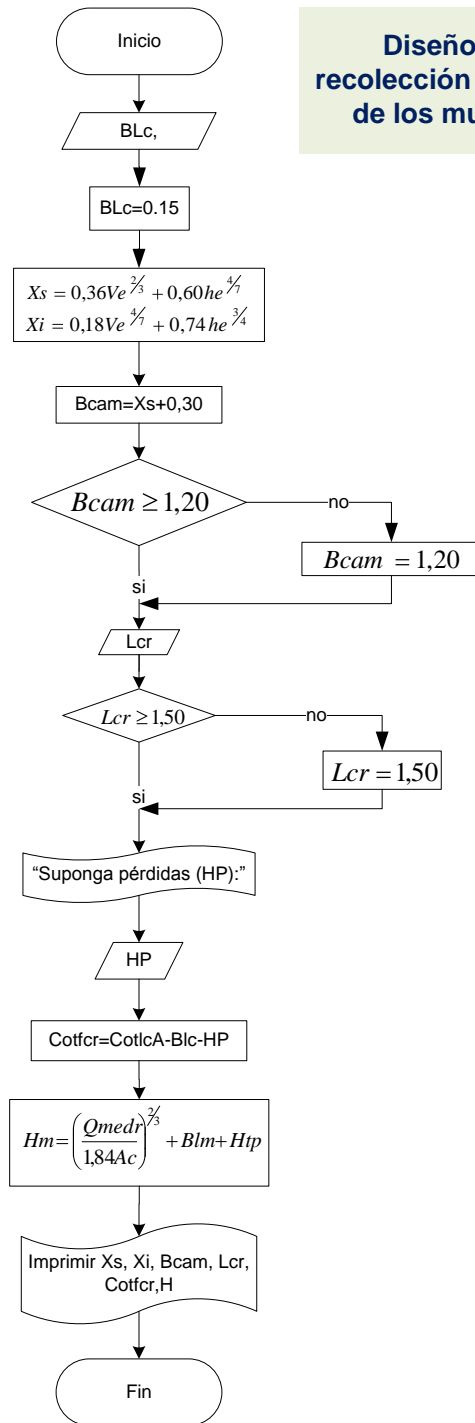 Inicio
Diseño
recolección
de los mu
BLc,
BLc=0.15
Xs = 0,36Ve^{2/3} + 0,60he^{4/7}
Xi = 0,18Ve^{4/7} + 0,74he^{3/4}
Bcam=Xs+0,30
Bcam ≥ 1,20
no
Bcam = 1,20
si
Lcr
Lcr ≥ 1,50
no
Lcr = 1,50
si
“Suponga pérdidas (HP):”
HP
Cotfcr=CotlcA-Blc-HP
Hm = (Qmedr/1,84Ac)^{2/3} + Blm + Htp
Imprimir Xs, Xi, Bcam, Lcr,
Cotfcr,H
Fin